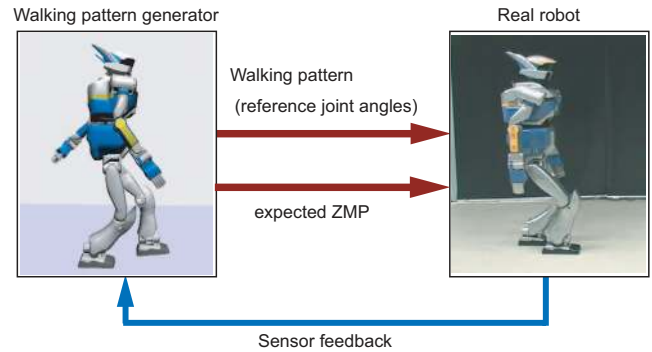 Walking pattern generator
Real robot
Walking pattern
(reference joint angles)
expected ZMP
Sensor feedback